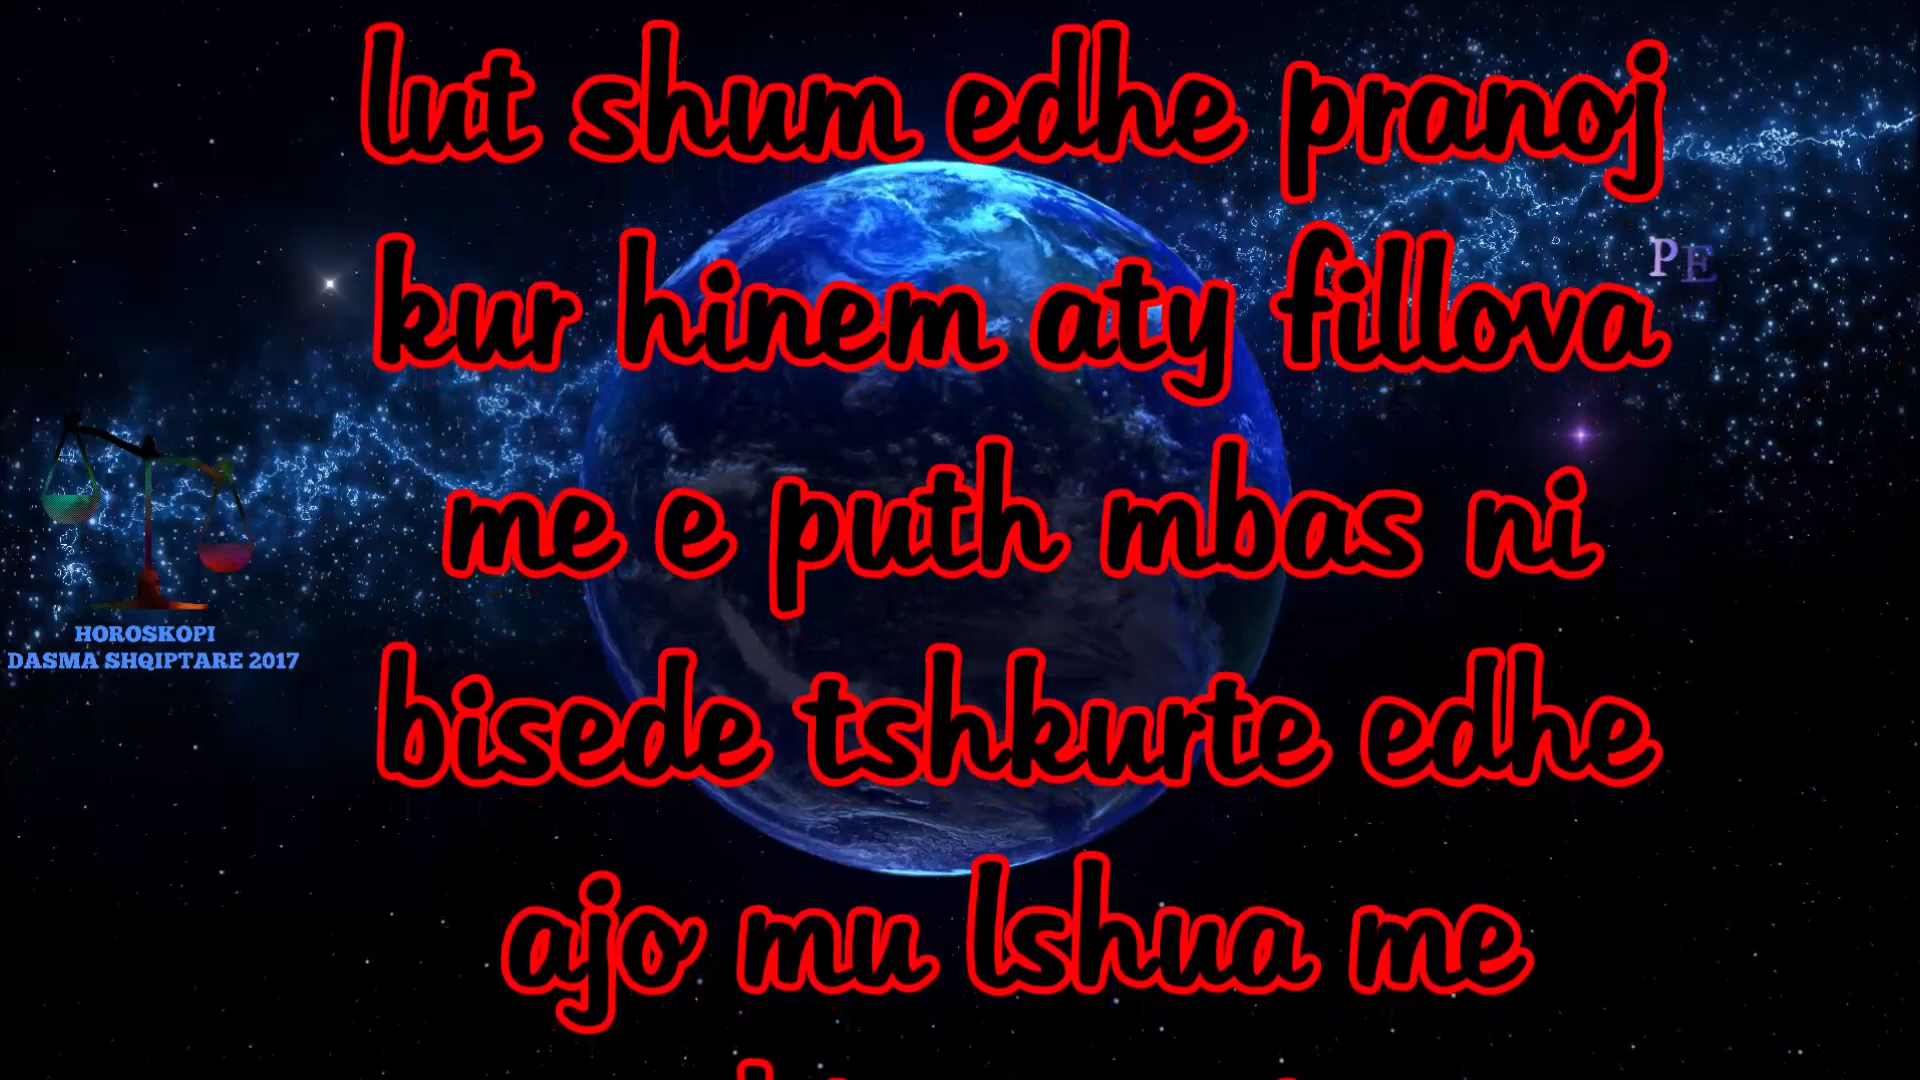 lut shum edhe pranoj
kur hinem aty fillova
me e puth mbas ni
bisede tshkurte edhe
ajo mu lshua me
PE
HOROSKOPI
DASMA SHQIPTARE 2017